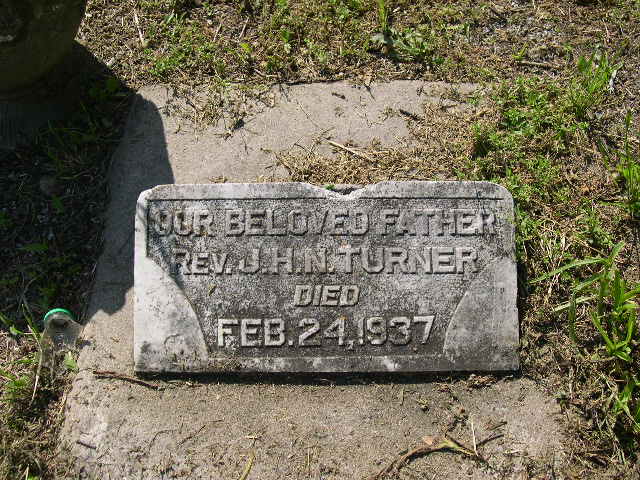 OUR BELOVED FATHER
REV. J.H.N. TURNER
DIED
FEB. 24, 1937